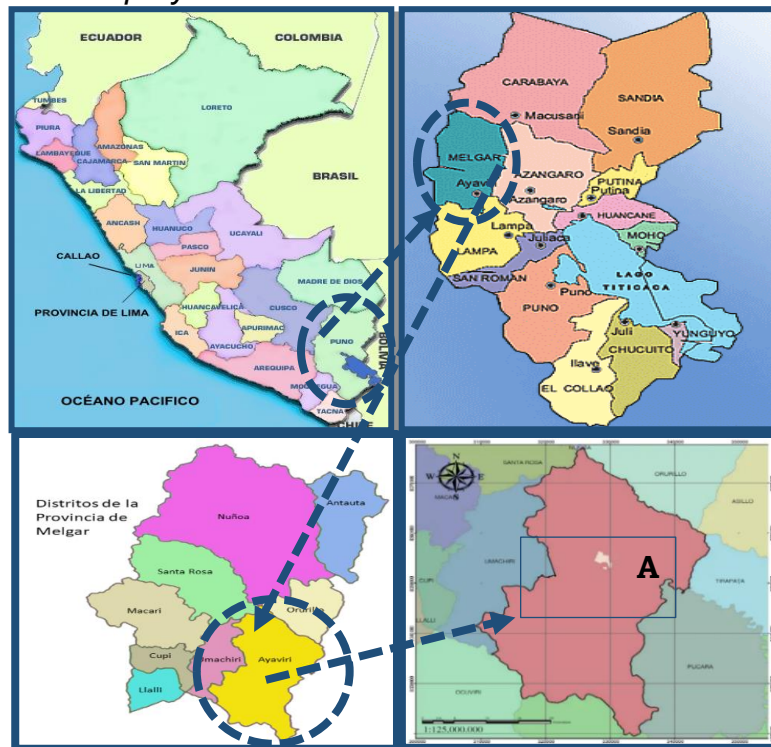 ECUADOR
COLOMBIA
TUMBES
LORETO
PIURA
AMAZONAS
LAMBAYEQUE
CAJAMARCA
SAN MARTIN
LA LIBERTAD
BRASIL
ANCASH
HUANUCO
UCAYALI
PASCO
CALLAO
LIMA
JUNIN
MADRE DE DIOS
PROVINCIA DE LIMA
HUANCAVELICA
CUSCO
ICA
APURIMAC
AYACUCHO
PUNO
BOLIVIA
AREQUIPA
MOQUEGUA
OCÉANO PACIFICO
TACNA
CHILE
CARABAYA
Macusani
SANDIA
Sandia
MELGAR
AZANGARO
Ayavi
Azangaro
PUTINA
Putina
HUANCANE
Lampa
LAMPA
Juliaca
MOHO
SAN ROMAN
LAGO
TITICACA
Puno
PUNO
Juli
YUNGUYO
CHUCUITO
Ilave
EL COLLAO
Distritos de la
Provincia de
Melgar
Nuñoa
Antauta
Santa Rosa
Macari
Orurillo
Cupi
Umachiri
Ayaviri
Llalli
SANTA ROSA
ORURILLO
N
W
E
S
ASILLO
UMACHIRI
A
CUPI
TIRAPATA
LLALLI
PUCARA
OCUVIRI
1:125,000,000